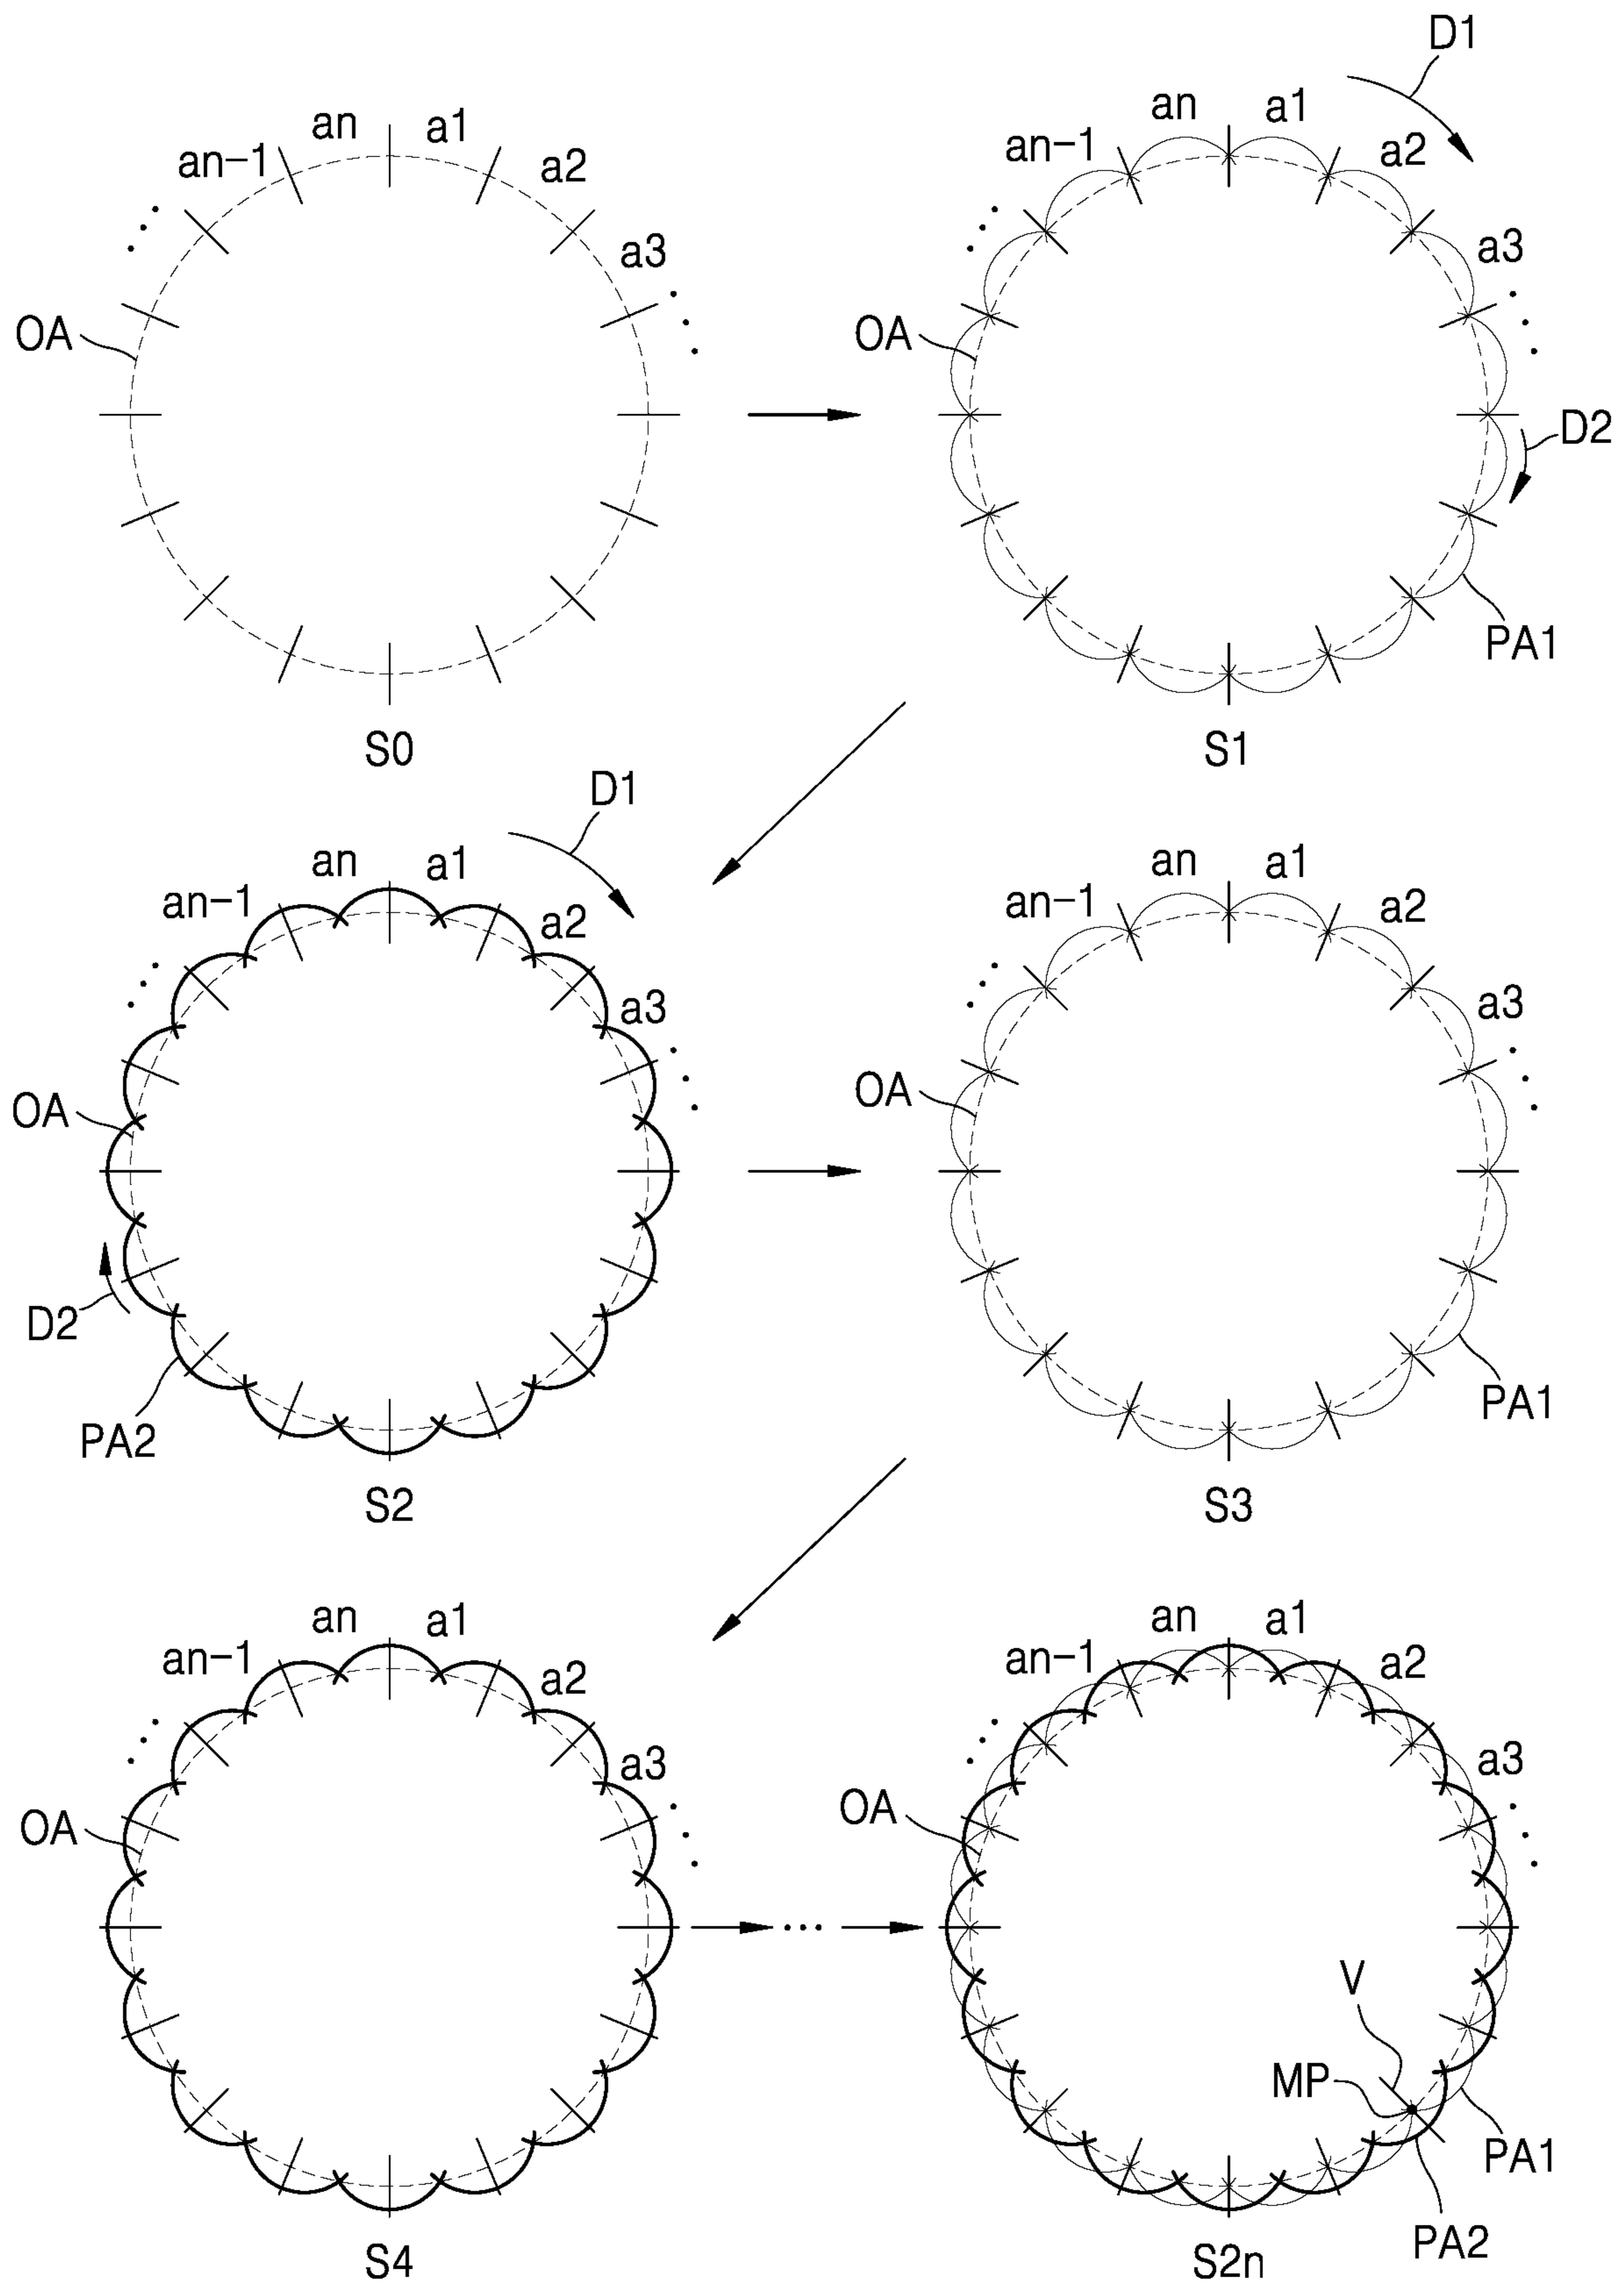 D1
an a1
an-1 a2
a3
OA
S0
D1
an a1
an-1 a2
a3
OA
D2
PA1
S1
D1
an a1
an-1 a2
a3
OA
D2
PA2
S2
an a1
an-1 a2
a3
OA
PA1
S3
an a1
an-1 a2
a3
OA
S4
an a1
an-1 a2
a3
OA
V
MP
PA1
PA2
S2n